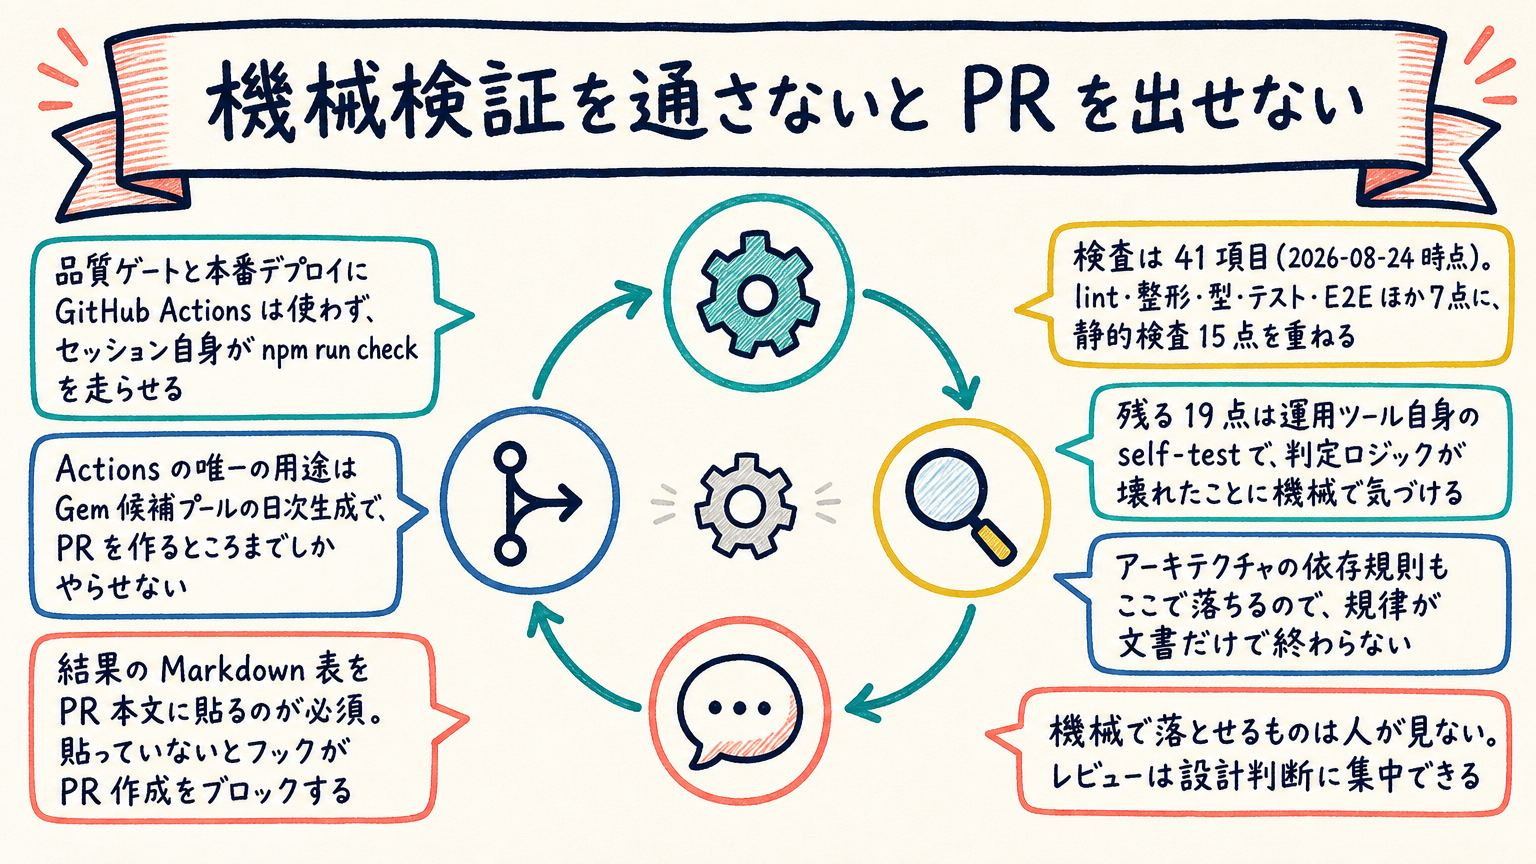 機械検証を通さないと PR を出せない
品質ゲートと本番デプロイに
GitHub Actions は使わず、
セッション自身が npm run check
を走らせる
Actions の唯一の用途は
Gem 候補プールの日次生成で、
PR を作るところまでしか
やらせない
結果の Markdown 表を
PR 本文に貼るのが必須。
貼っていないとフックが
PR 作成をブロックする
検査は 41 項目 (2026-08-24 時点)。
lint・整形・型・テスト・E2E ほか7点に、
静的検査 15 点を重ねる
残る 19 点は運用ツール自身の
self-test で、判定ロジックが
壊れたことに機械で気づける
アーキテクチャの依存規則も
ここで落ちるので、規律が
文書だけで終わらない
機械で落とせるものは人が見ない。
レビューは設計判断に集中できる